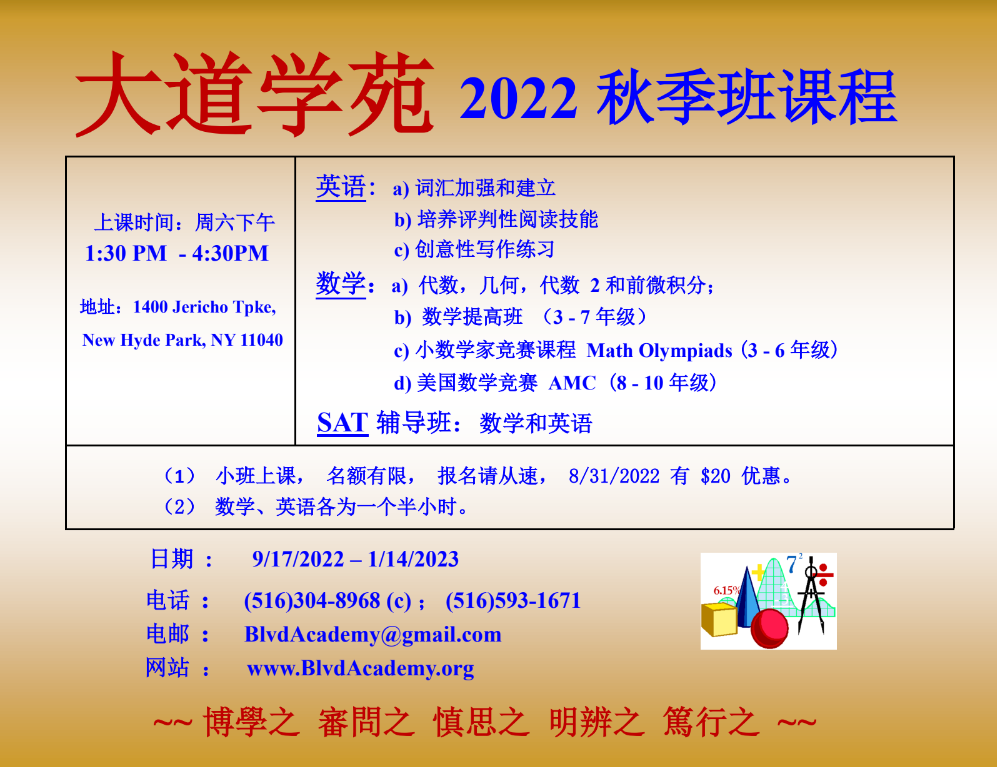 大道学苑 2022 秋季班课程
上课时间：周六下午
1:30 PM - 4:30PM
地址：1400 Jericho Tpke,
New Hyde Park, NY 11040
英语： a) 词汇加强和建立
b) 培养评判性阅读技能
c) 创意性写作练习
数学： a) 代数，几何，代数 2 和前微积分；
b) 数学提高班 （3 - 7 年级）
c) 小数学家竞赛课程 Math Olympiads (3 - 6 年级)
d) 美国数学竞赛 AMC (8 - 10 年级)
SAT 辅导班： 数学和英语
（1） 小班上课， 名额有限， 报名请从速， 8/31/2022 有 $20 优惠。
（2） 数学、英语各为一个半小时。
日期 ： 9/17/2022 – 1/14/2023
电话 ： (516)304-8968 (c) ； (516)593-1671
电邮 ： BlvdAcademy@gmail.com
网站 ： www.BlvdAcademy.org
6.15%
7²
~~ 博學之 審問之 慎思之 明辨之 篤行之 ~~